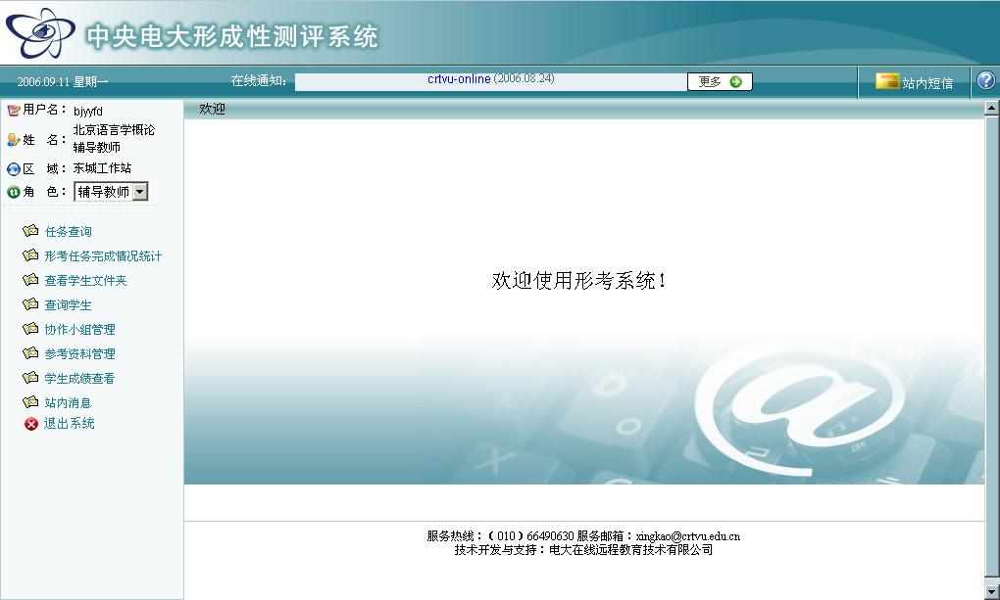 中央电大形成性测评系统
2006.09.11 星期一
在线通知:
crtvu-online (2006.08.24)
更多
站内短信
用户名：bjyyfd
姓 名：北京语言学概论
辅导教师
区 域：东城工作站
角 色：辅导教师
任务查询
形考任务完成情况统计
查看学生文件夹
查询学生
协作小组管理
参考资料管理
学生成绩查看
站内消息
退出系统
欢迎
欢迎使用形考系统！
服务热线：（010）66490630 服务邮箱：xingkao@crtvu.edu.cn
技术开发与支持：电大在线远程教育技术有限公司